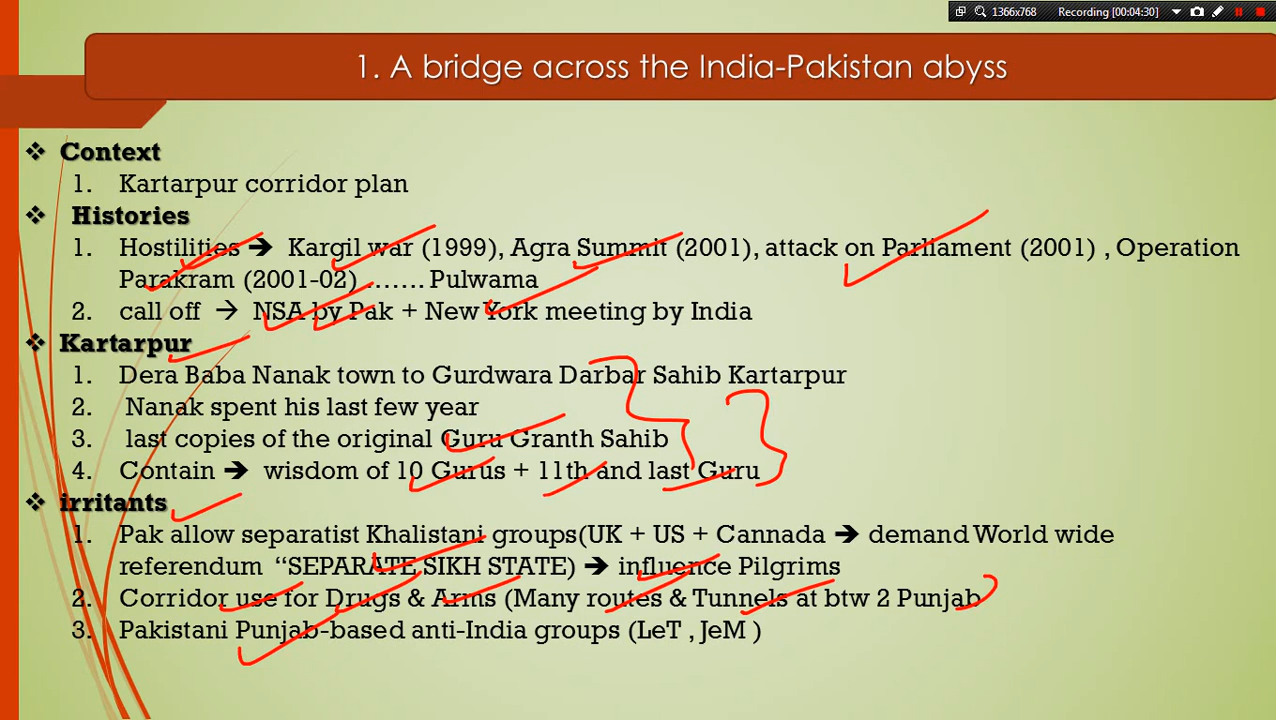 1366x768 Recording [00:04:30]
1. A bridge across the India-Pakistan abyss
❖ Context
1. Kartarpur corridor plan
❖ Histories
1. Hostilities ➔ Kargil war (1999), Agra Summit (2001), attack on Parliament (2001) , Operation
Parakram (2001-02) ……. Pulwama
2. call off → NSA by Pak + New York meeting by India
❖ Kartarpur
1. Dera Baba Nanak town to Gurdwara Darbar Sahib Kartarpur
2. Nanak spent his last few year
3. last copies of the original Guru Granth Sahib
4. Contain ➔ wisdom of 10 Gurus + 11th and last Guru
❖ irritants
1. Pak allow separatist Khalistani groups(UK + US + Cannada ➔ demand World wide
referendum “SEPARATE SIKH STATE) ➔ influence Pilgrims
2. Corridor use for Drugs & Arms (Many routes & Tunnels at btw 2 Punjab
3. Pakistani Punjab-based anti-India groups (LeT , JeM )